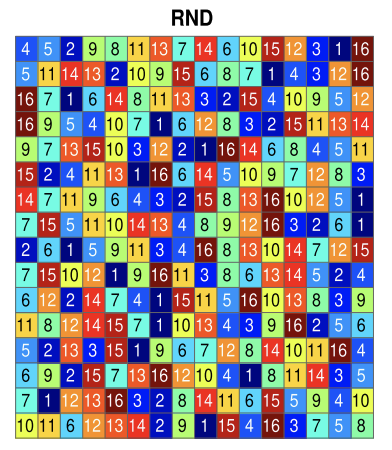 RND
4 5 2 9 8 11 13 7 14 6 10 15 12 3 1 16
5 11 14 13 2 10 9 15 6 8 7 1 4 3 12 16
16 7 1 6 14 8 11 13 3 2 15 4 10 9 5 12
16 9 5 4 10 7 1 6 12 8 3 2 15 11 13 14
9 7 13 15 10 3 12 2 1 16 14 6 8 4 5 11
15 2 4 11 13 1 16 6 14 5 10 9 7 12 8 3
14 7 11 9 6 4 3 2 15 8 13 16 10 12 5 1
7 15 5 11 10 14 13 4 8 9 12 16 3 2 6 1
2 6 1 5 9 11 3 4 16 8 13 10 14 7 12 15
7 15 10 12 1 9 16 11 3 8 6 13 14 5 2 4
6 12 2 14 7 4 1 15 11 5 16 10 13 8 3 9
11 8 12 14 15 7 1 10 13 4 3 9 16 2 5 6
5 2 13 3 15 1 9 6 7 12 8 14 10 11 16 4
6 9 2 15 7 13 16 12 10 4 1 8 11 14 3 5
7 1 12 13 16 3 2 8 14 11 6 15 5 9 4 10
10 11 6 12 13 14 2 9 1 15 4 16 3 7 5 8